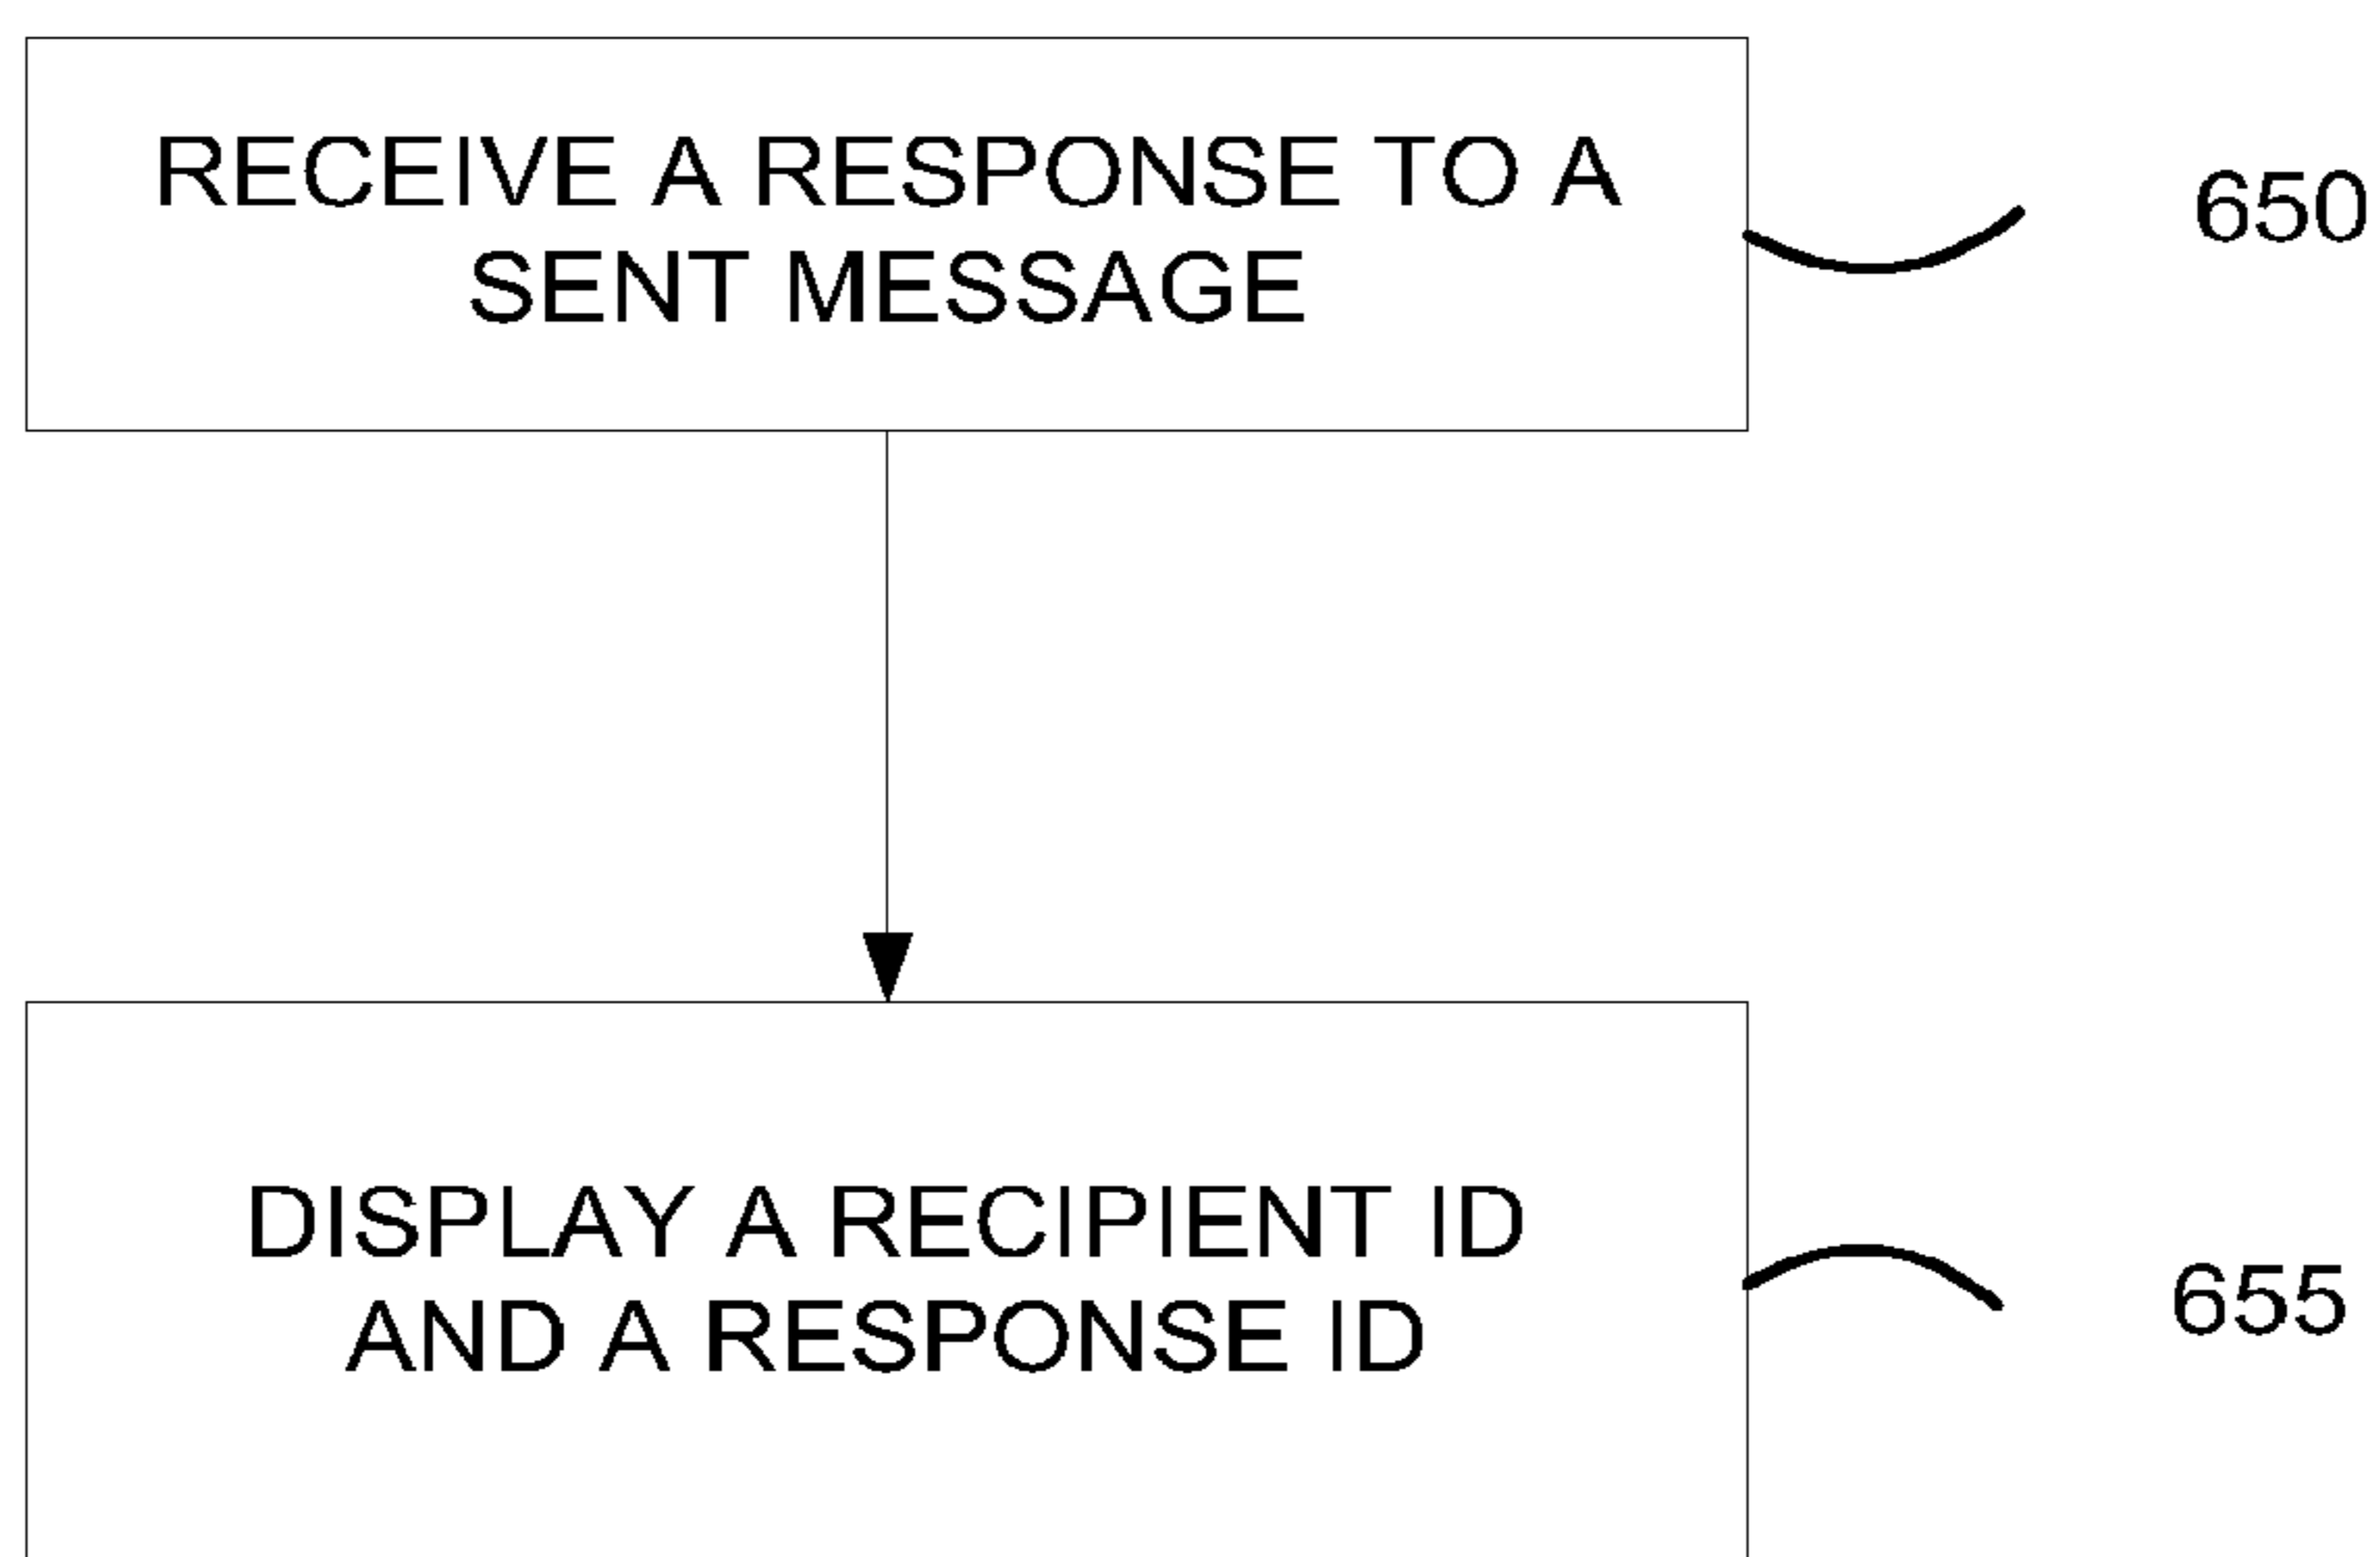 RECEIVE A RESPONSE TO A
SENT MESSAGE
650
DISPLAY A RECIPIENT ID
AND A RESPONSE ID
655